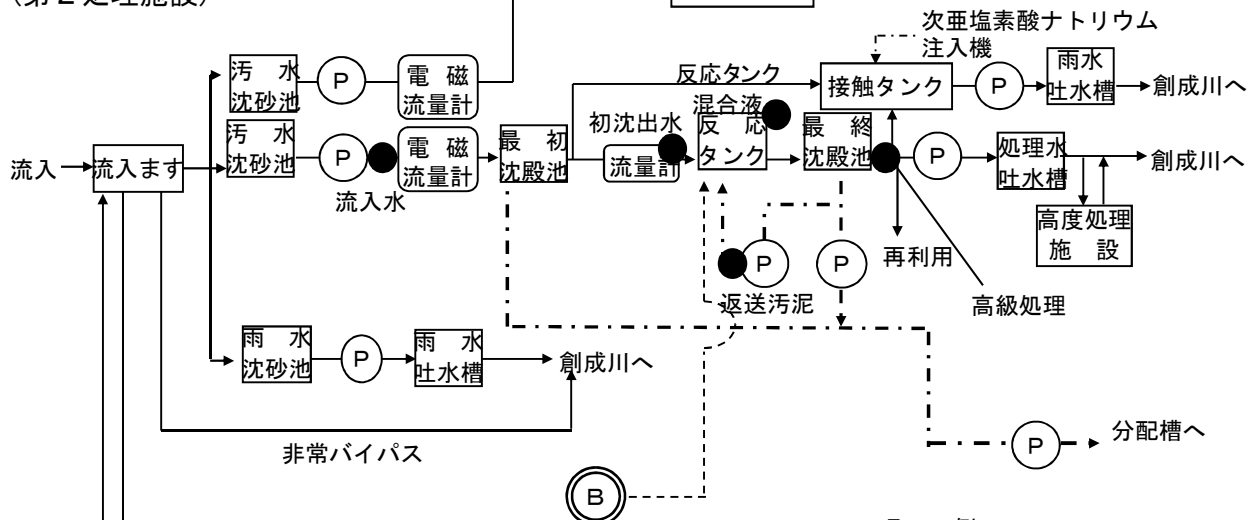 （第２処理施設）
次亜塩素酸ナトリウム
注入機
汚 水
沈砂池
P
電 磁
流量計
反応タンク
混合液
接触タンク
P
雨水
吐水槽
創成川へ
流入
流入ます
汚 水
沈砂池
P
流入水
電 磁
流量計
最 初
沈殿池
初沈出水
流量計
反 応
タンク
最 終
沈殿池
P
処理水
吐水槽
創成川へ
高度処理
施 設
P
返送汚泥
P
再利用
高級処理
雨 水
沈砂池
P
雨 水
吐水槽
創成川へ
非常バイパス
P
分配槽へ
B